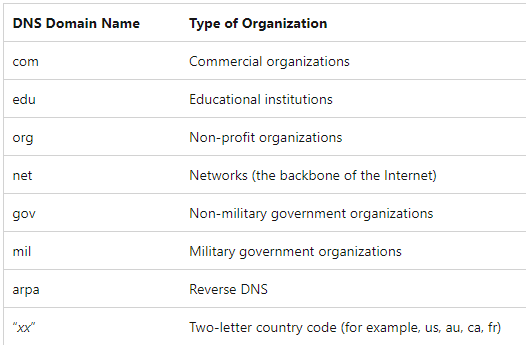 DNS Domain Name Type of Organization
com Commercial organizations
edu Educational institutions
org Non-profit organizations
net Networks (the backbone of the Internet)
gov Non-military government organizations
mil Military government organizations
arpa Reverse DNS
“xx” Two-letter country code (for example, us, au, ca, fr)